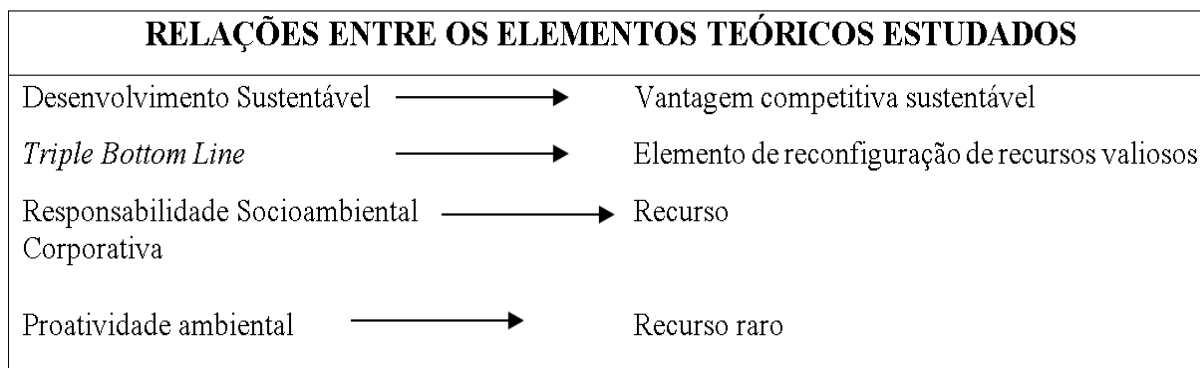 RELAÇÕES ENTRE OS ELEMENTOS TEÓRICOS ESTUDADOS
Desenvolvimento Sustentável Vantagem competitiva sustentável
Triple Bottom Line Elemento de reconfiguração de recursos valiosos
Responsabilidade Socioambiental Recurso
Corporativa
Proatividade ambiental Recurso raro